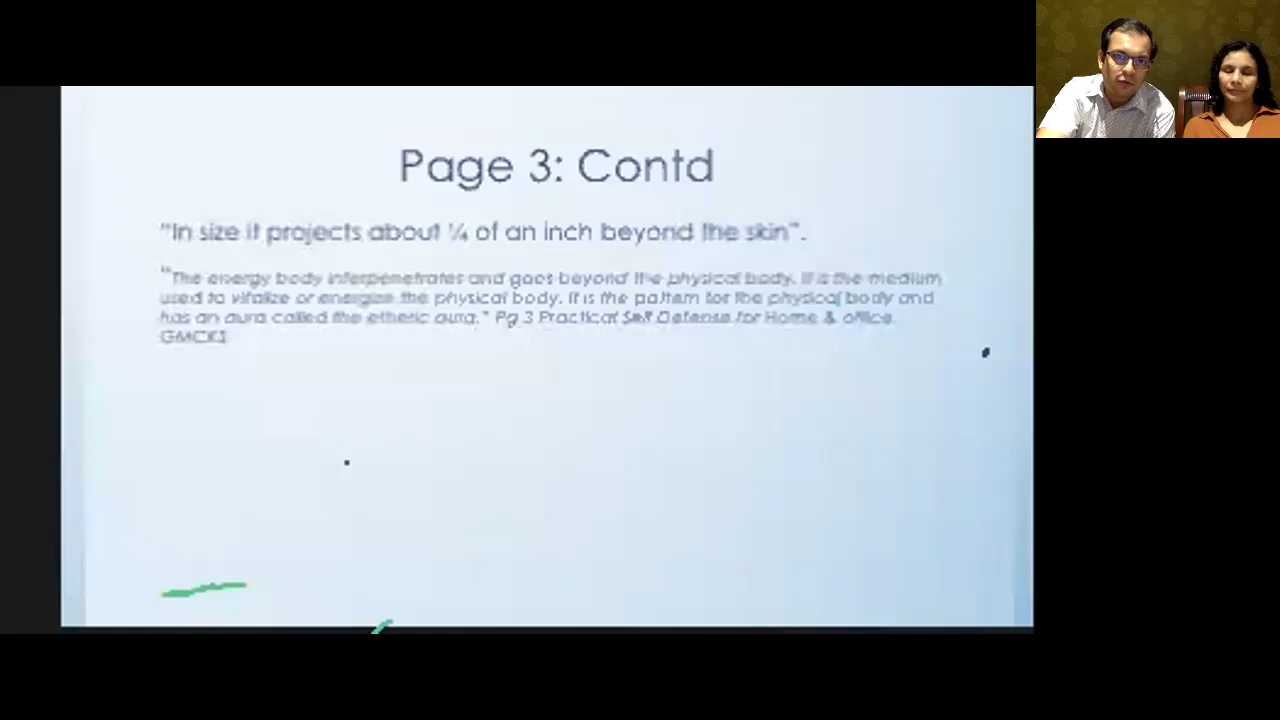 Page 3: Contd
“In size it projects about ¼ of an inch beyond the skin”.
“The energy body interpenetrates and goes beyond the physical body. It is the medium
used to vitalize or energize the physical body. It is the pattern for the physical body and
has an aura called the etheric aura.” Pg 3 Practical Self Defense for Home & office.
GMCKS